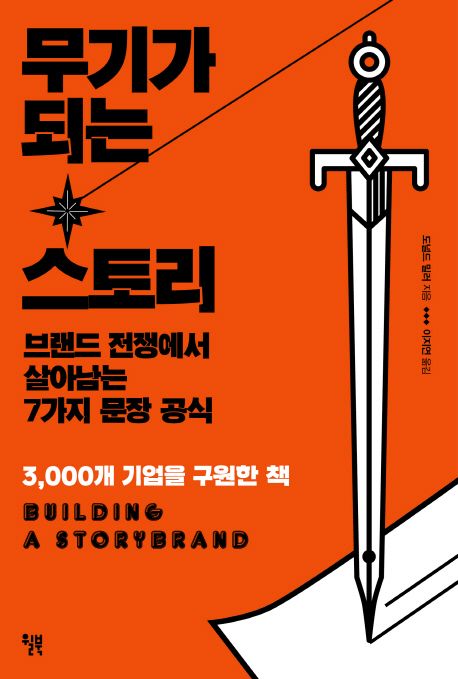 무기가
되는
스토리
브랜드 전쟁에서
살아남는
7가지 문장 공식
3,000개 기업을 구원한 책
BUILDING
A STORYBRAND
도널드 밀러 지음 ◆◆◆ 이지연 옮김
윌북